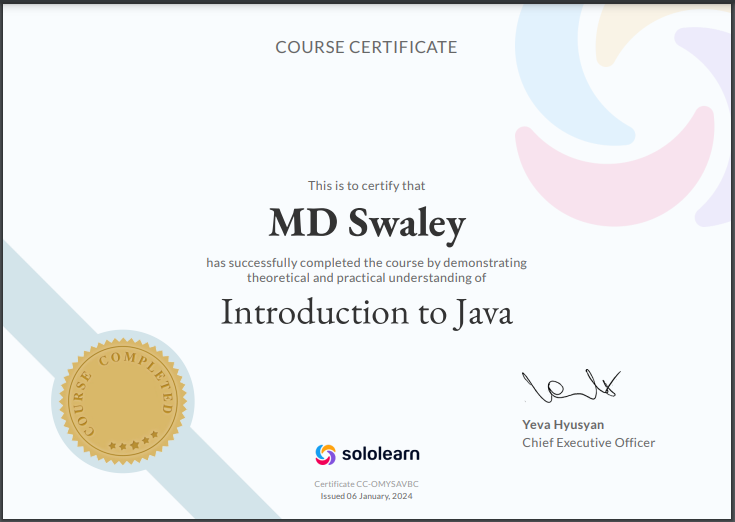 COURSE CERTIFICATE
This is to certify that
MD Swaley
has successfully completed the course by demonstrating
theoretical and practical understanding of
Introduction to Java
COURSE COMPLETED
Yeva Hyusyan
Chief Executive Officer
sololearn
Certificate CC-OMYSAVBC
Issued 06 January, 2024